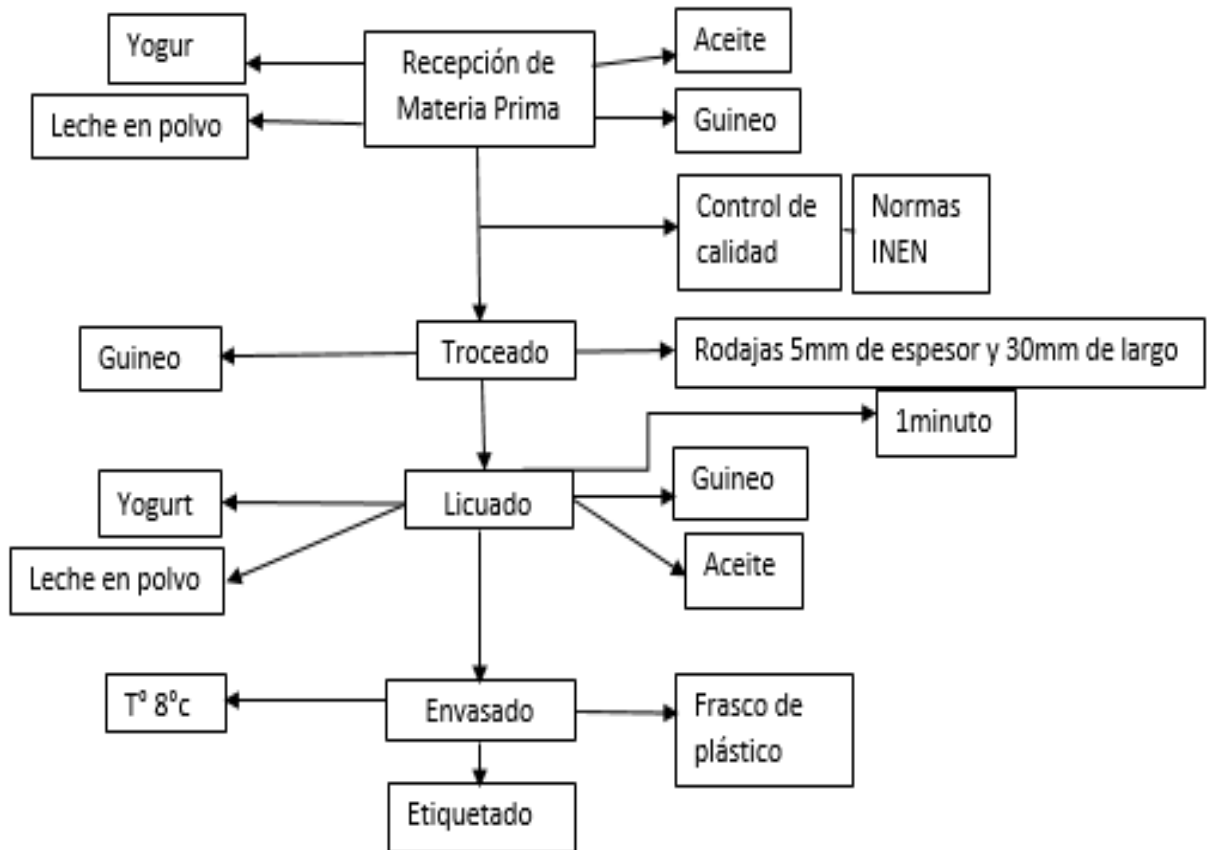 Yogur
Recepción de
Materia Prima
Aceite
Leche en polvo
Guineo
Control de
calidad
Normas
INEN
Guineo
Troceado
Rodajas 5mm de espesor y 30mm de largo
1minuto
Yogurt
Licuado
Guineo
Leche en polvo
Aceite
T° 8°c
Envasado
Frasco de
plástico
Etiquetado